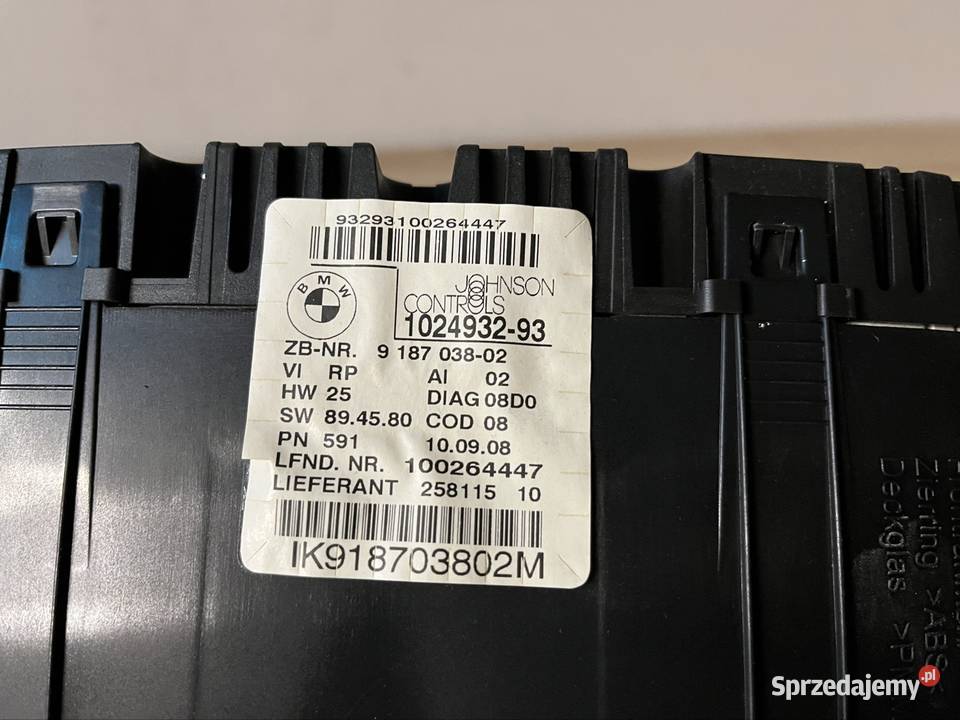 93293100264447
BMW
JOHNSON
CONTROLS
1024932-93
ZB-NR. 9 187 038-02
VI RP AI 02
HW 25 DIAG 08D0
SW 89.45.80 COD 08
PN 591 10.09.08
LFND. NR. 100264447
LIEFERANT 258115 10
IK918703802M
Zierring >ABS<
Deckglas
Sprzedajemy.pl